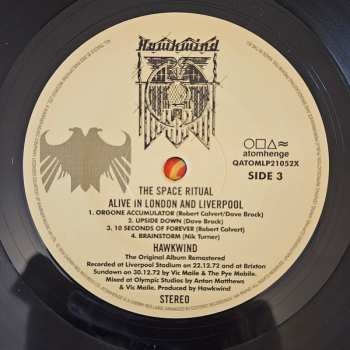 Hawkwind
atomhenge
QATOMLP21052X
SIDE 3
THE SPACE RITUAL
ALIVE IN LONDON AND LIVERPOOL
1. ORGONE ACCUMULATOR (Robert Calvert/Dave Brock)
2. UPSIDE DOWN (Dave Brock)
3. 10 SECONDS OF FOREVER (Robert Calvert)
4. BRAINSTORM (Nik Turner)
HAWKWIND
The Original Album Remastered
Recorded at Liverpool Stadium on 22.12.72 and at Brixton
Sundown on 30.12.72 by Vic Maile & The Pye Mobile.
Mixed at Olympic Studios by Anton Matthews
& Vic Maile. Produced by Hawkwind
STEREO